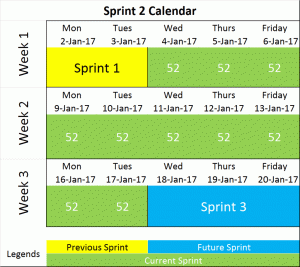 Sprint 2 Calendar
Week 1
Mon Tues Wed Thurs Friday
2-Jan-17 3-Jan-17 4-Jan-17 5-Jan-17 6-Jan-17
Sprint 1 52 52 52
Week 2
Mon Tues Wed Thurs Friday
9-Jan-17 10-Jan-17 11-Jan-17 12-Jan-17 13-Jan-17
52 52 52 52 52
Week 3
Mon Tues Wed Thurs Friday
16-Jan-17 17-Jan-17 18-Jan-17 19-Jan-17 20-Jan-17
52 52 Sprint 3
Legends Previous Sprint Future Sprint
Current Sprint